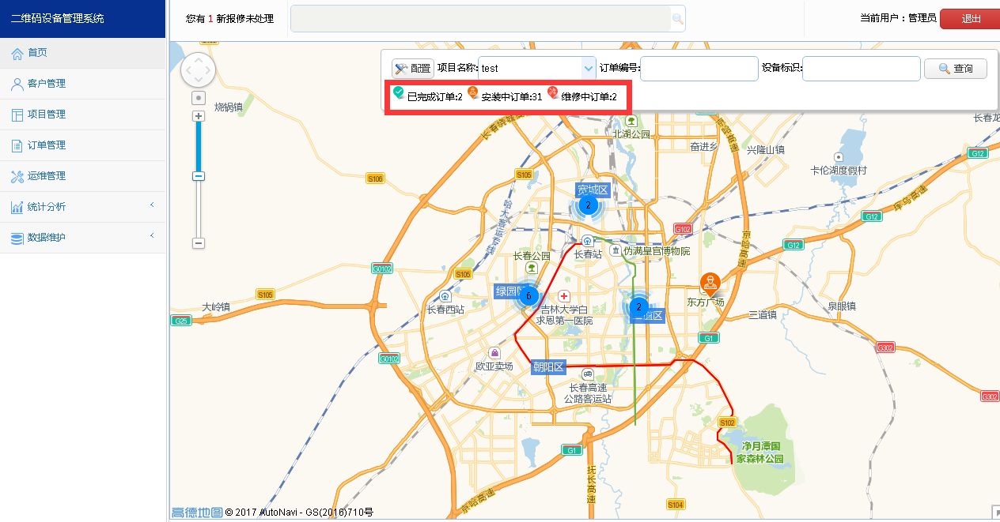 二维码设备管理系统
您有 1 新报修未处理
当前用户：管理员
退出
首页
客户管理
项目管理
订单管理
运维管理
统计分析
数据维护
配置 项目名称: test 订单编号: 设备标识: 查询
已完成订单:2 安装中订单:31 维修中订单:2
烧锅镇
长春绕城高速
北湖公园
京哈高速
奋进乡
兴隆山镇
长春龙
G12
卡伦湖度假村
S106
S105
宽城区
2
哈大客运专线
珲乌高速
G12
G102
京哈高速
G12
长春站
伪满皇宫博物院
长春公园
G0102
S105
绿园区
6
S105
大岭镇
长春西站
吉林大学白
求恩第一医院
2
东方广场
三道镇
泉眼镇
G25
G1
G302
G0102
欧亚卖场
朝阳区
长春高速
公路客运站
G302
S102
G1
净月潭国
家森林公园
抚长高速
京哈高速
S104
高德地图 © 2017 AutoNavi - GS(2016)710号